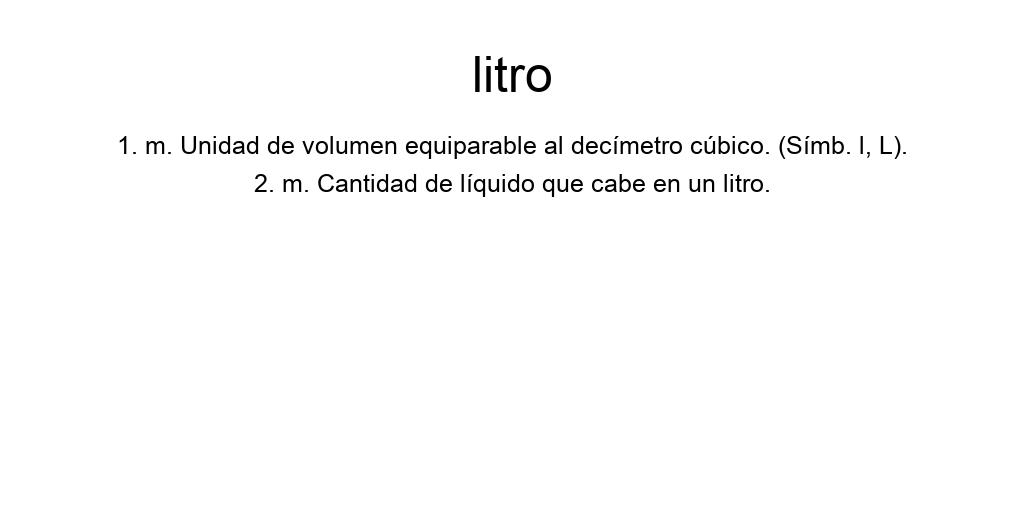 litro
1. m. Unidad de volumen equiparable al decímetro cúbico. (Símb. l, L).
2. m. Cantidad de líquido que cabe en un litro.